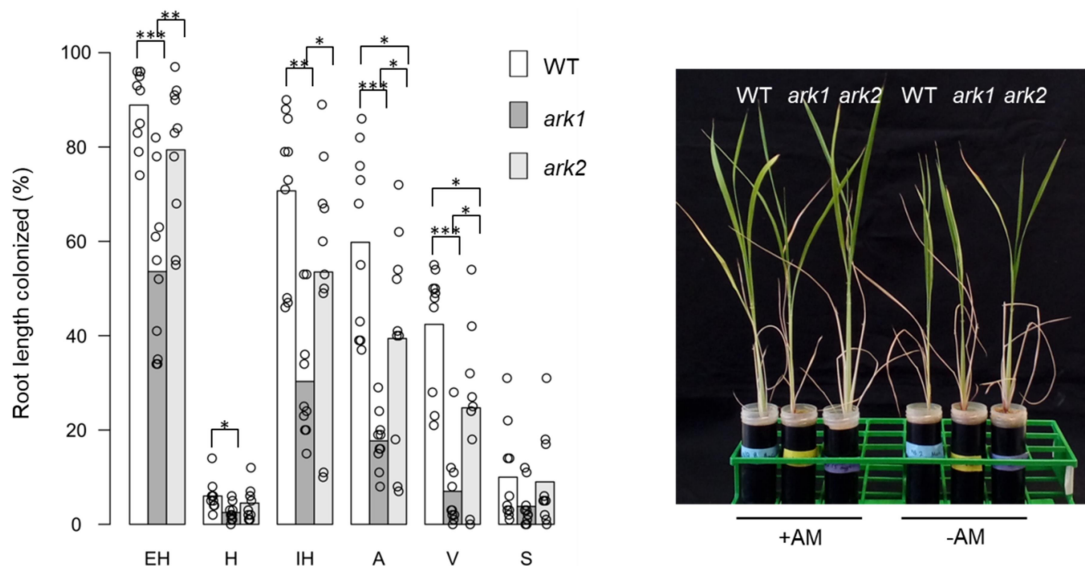 *** **
** *
*
*
***
100
80
60
40
20
0
Root length colonized (%)
*
***
*
*
WT
ark1
ark2
EH H IH A V S
WT ark1 ark2 WT ark1 ark2
+AM -AM